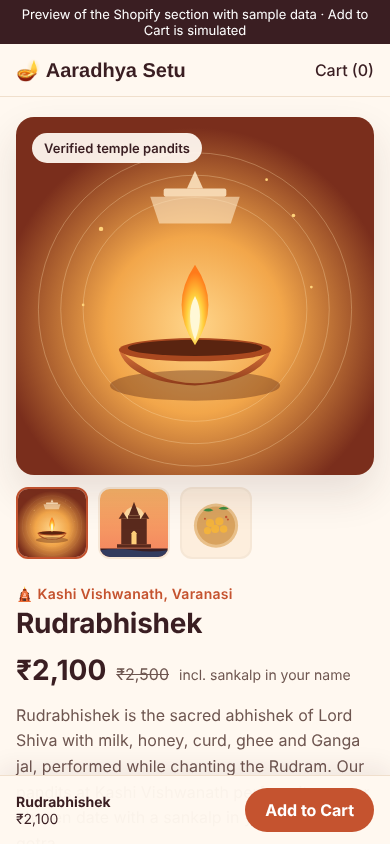 Preview of the Shopify section with sample data · Add to
Cart is simulated
Aaradhya Setu
Cart (0)
Verified temple pandits
Kashi Vishwanath, Varanasi
Rudrabhishek
₹2,100 ₹2,500 incl. sankalp in your name
Rudrabhishek is the sacred abhishek of Lord
Shiva with milk, honey, curd, ghee and Ganga
jal, performed while chanting the Rudram. Our
Rudrabhishek
₹2,100
Add to Cart